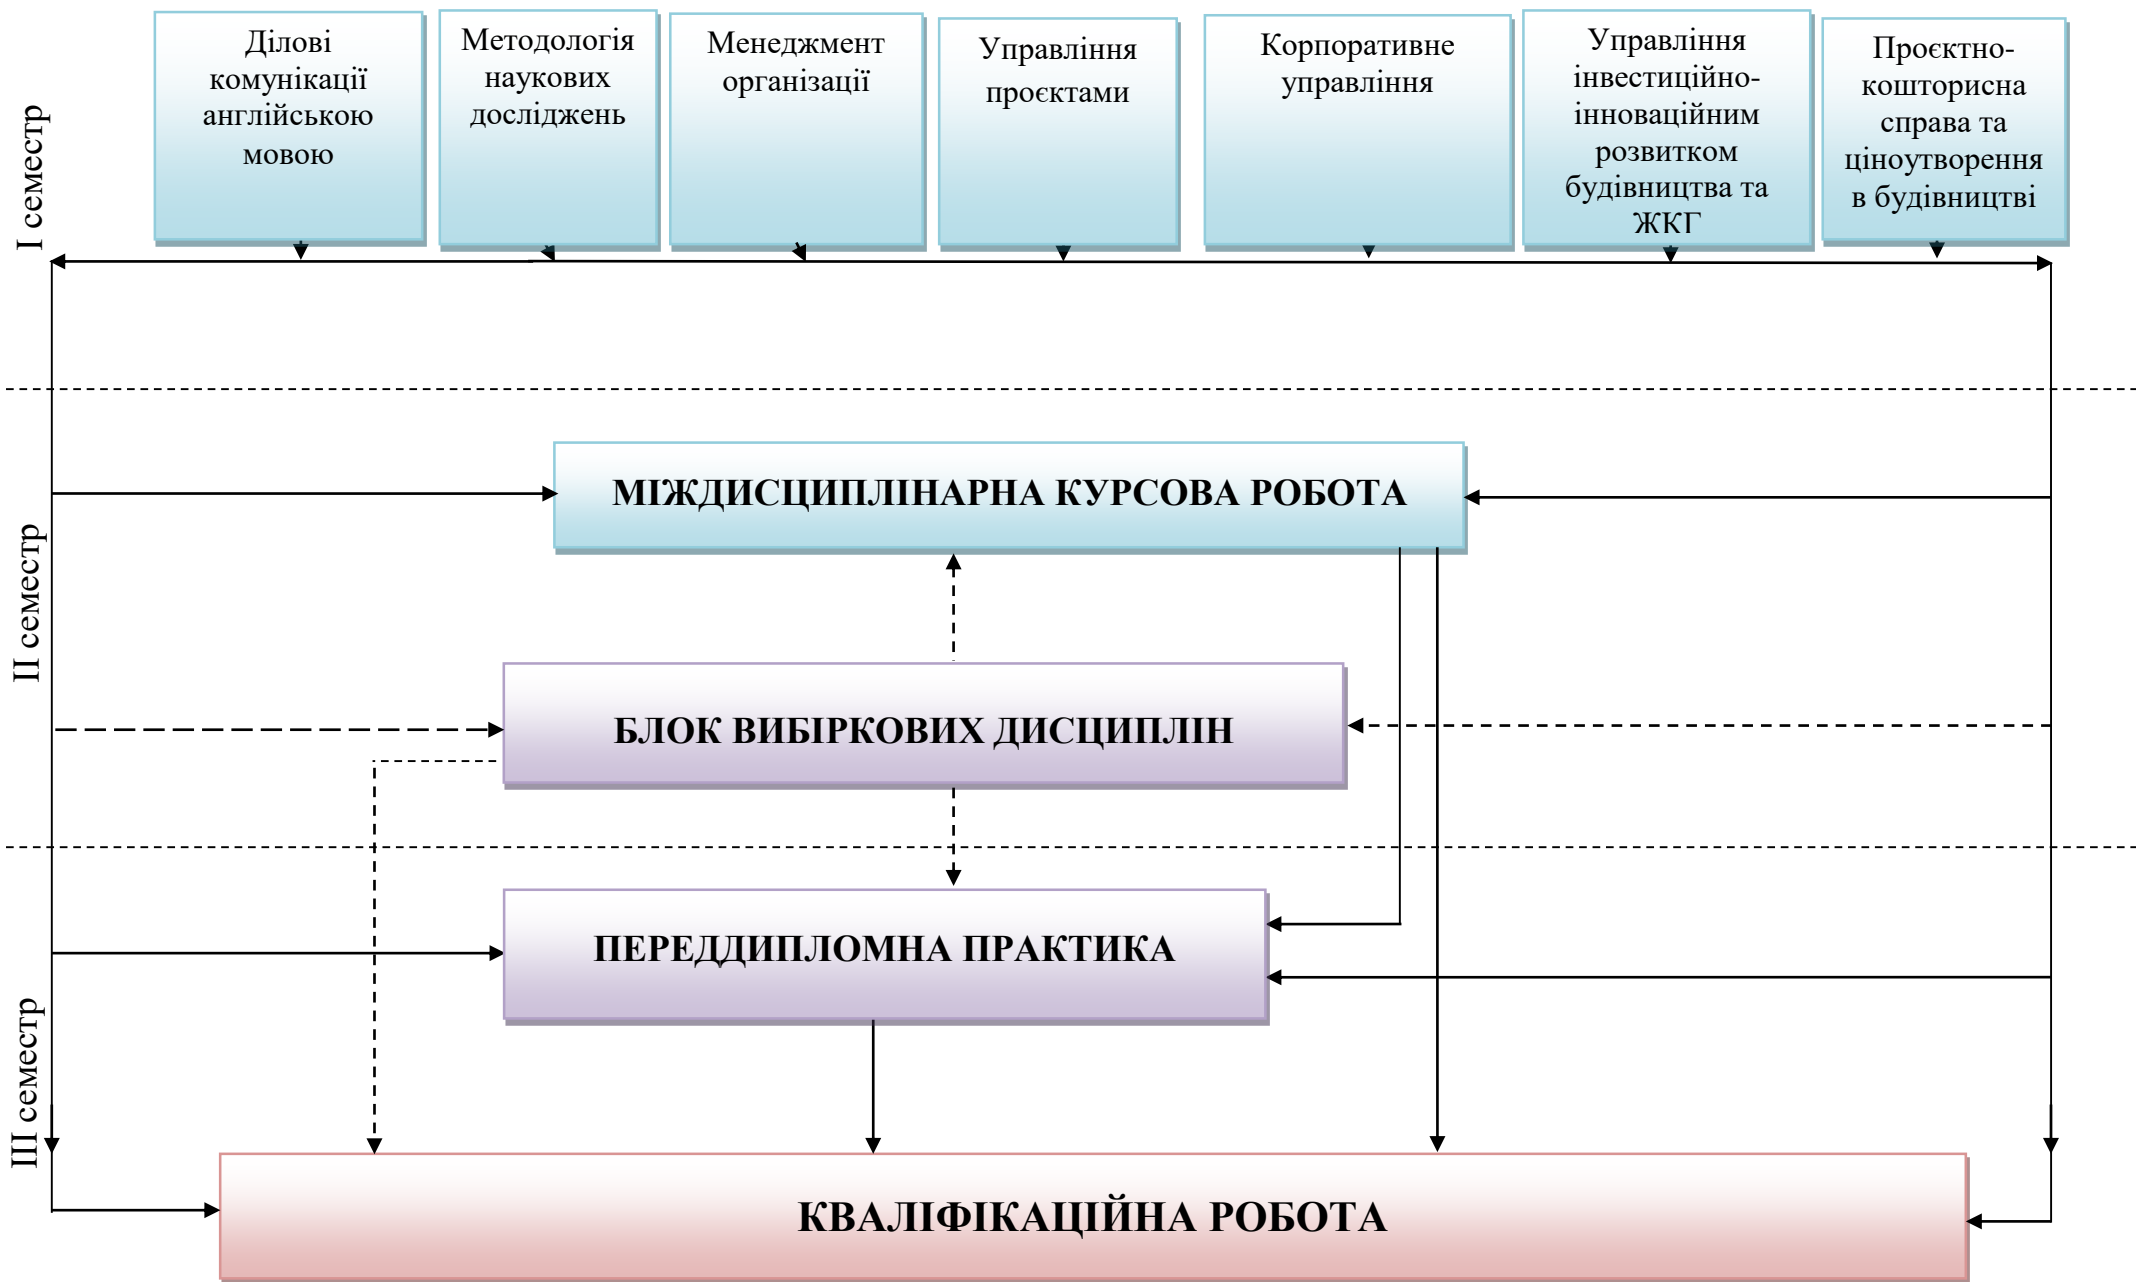 І семестр
Ділові
комунікації
англійською
мовою
Методологія
наукових
досліджень
Менеджмент
організації
Управління
проєктами
Корпоративне
управління
Управління
інвестиційно-
інноваційним
розвитком
будівництва та
ЖКГ
Проєктно-
кошторисна
справа та
ціноутворення
в будівництві
ІІ семестр
МІЖДИСЦИПЛІНАРНА КУРСОВА РОБОТА
БЛОК ВИБІРКОВИХ ДИСЦИПЛІН
ІІІ семестр
ПЕРЕДДИПЛОМНА ПРАКТИКА
КВАЛІФІКАЦІЙНА РОБОТА